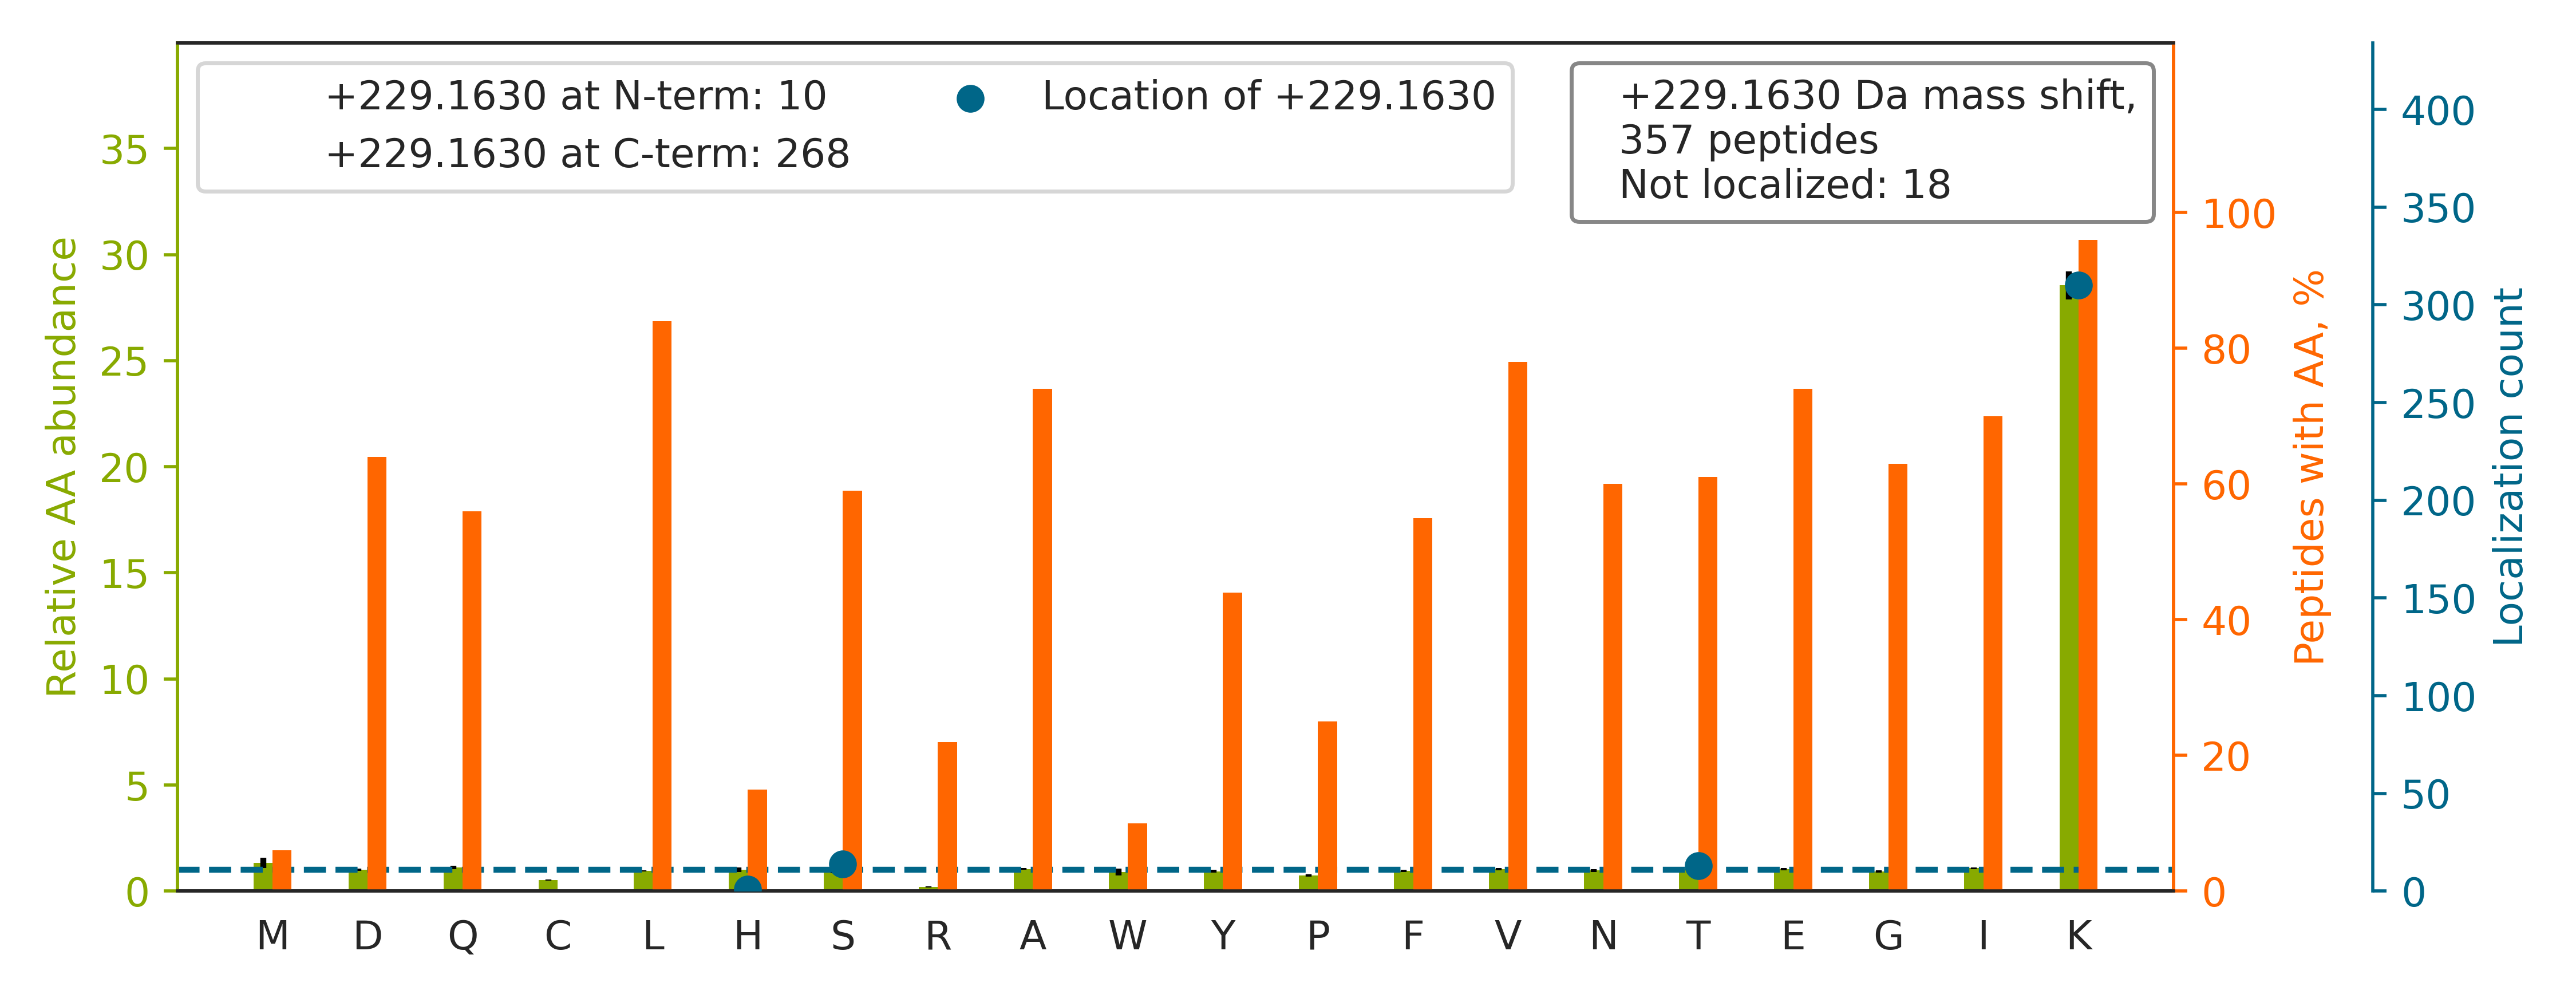 +229.1630 at N-term: 10
+229.1630 at C-term: 268
Location of +229.1630
+229.1630 Da mass shift,
357 peptides
Not localized: 18
Relative AA abundance
35
30
25
20
15
10
5
0
Peptides with AA, %
100
80
60
40
20
0
Localization count
400
350
300
250
200
150
100
50
0
M D Q C L H S R A W Y P F V N T E G I K